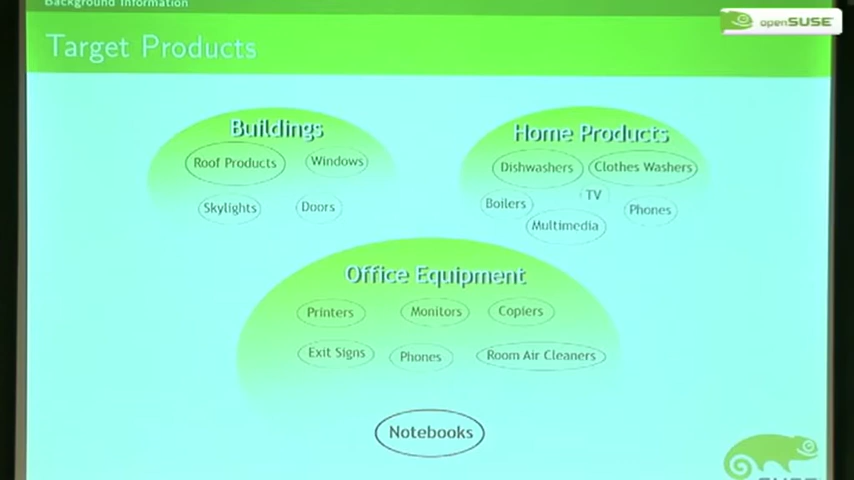 Background Information
openSUSE
Target Products
Buildings
Roof Products
Windows
Skylights
Doors
Home Products
Dishwashers
Clothes Washers
TV
Boilers
Phones
Multimedia
Office Equipment
Printers
Monitors
Copiers
Exit Signs
Phones
Room Air Cleaners
Notebooks
SUSE